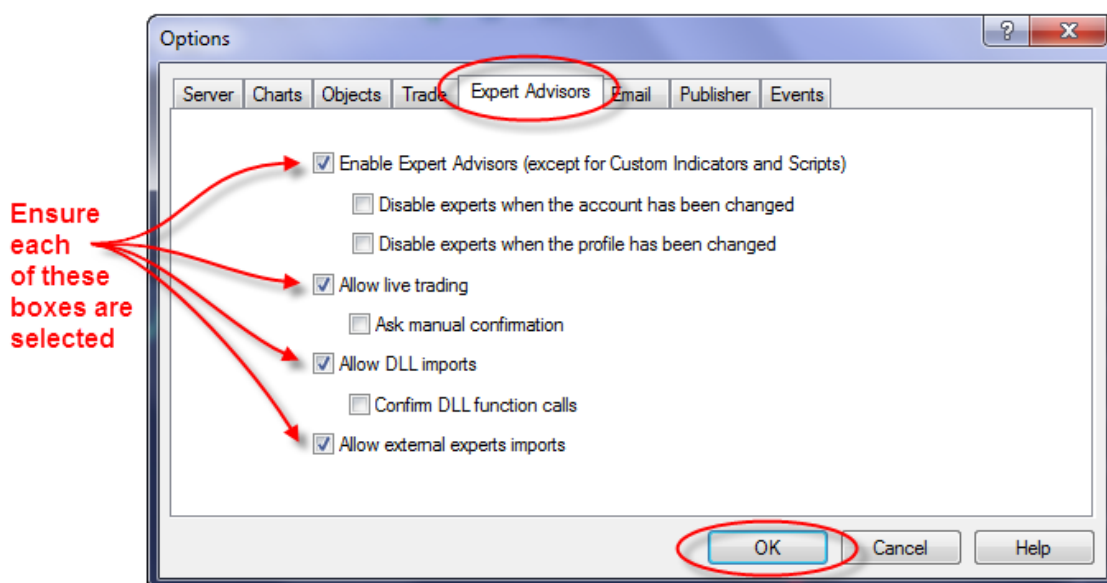 Options
Server Charts Objects Trade Expert Advisors Email Publisher Events
Enable Expert Advisors (except for Custom Indicators and Scripts)
Disable experts when the account has been changed
Disable experts when the profile has been changed
Allow live trading
Ask manual confirmation
Allow DLL imports
Confirm DLL function calls
Allow external experts imports
Ensure
each
of these
boxes are
selected
OK Cancel Help